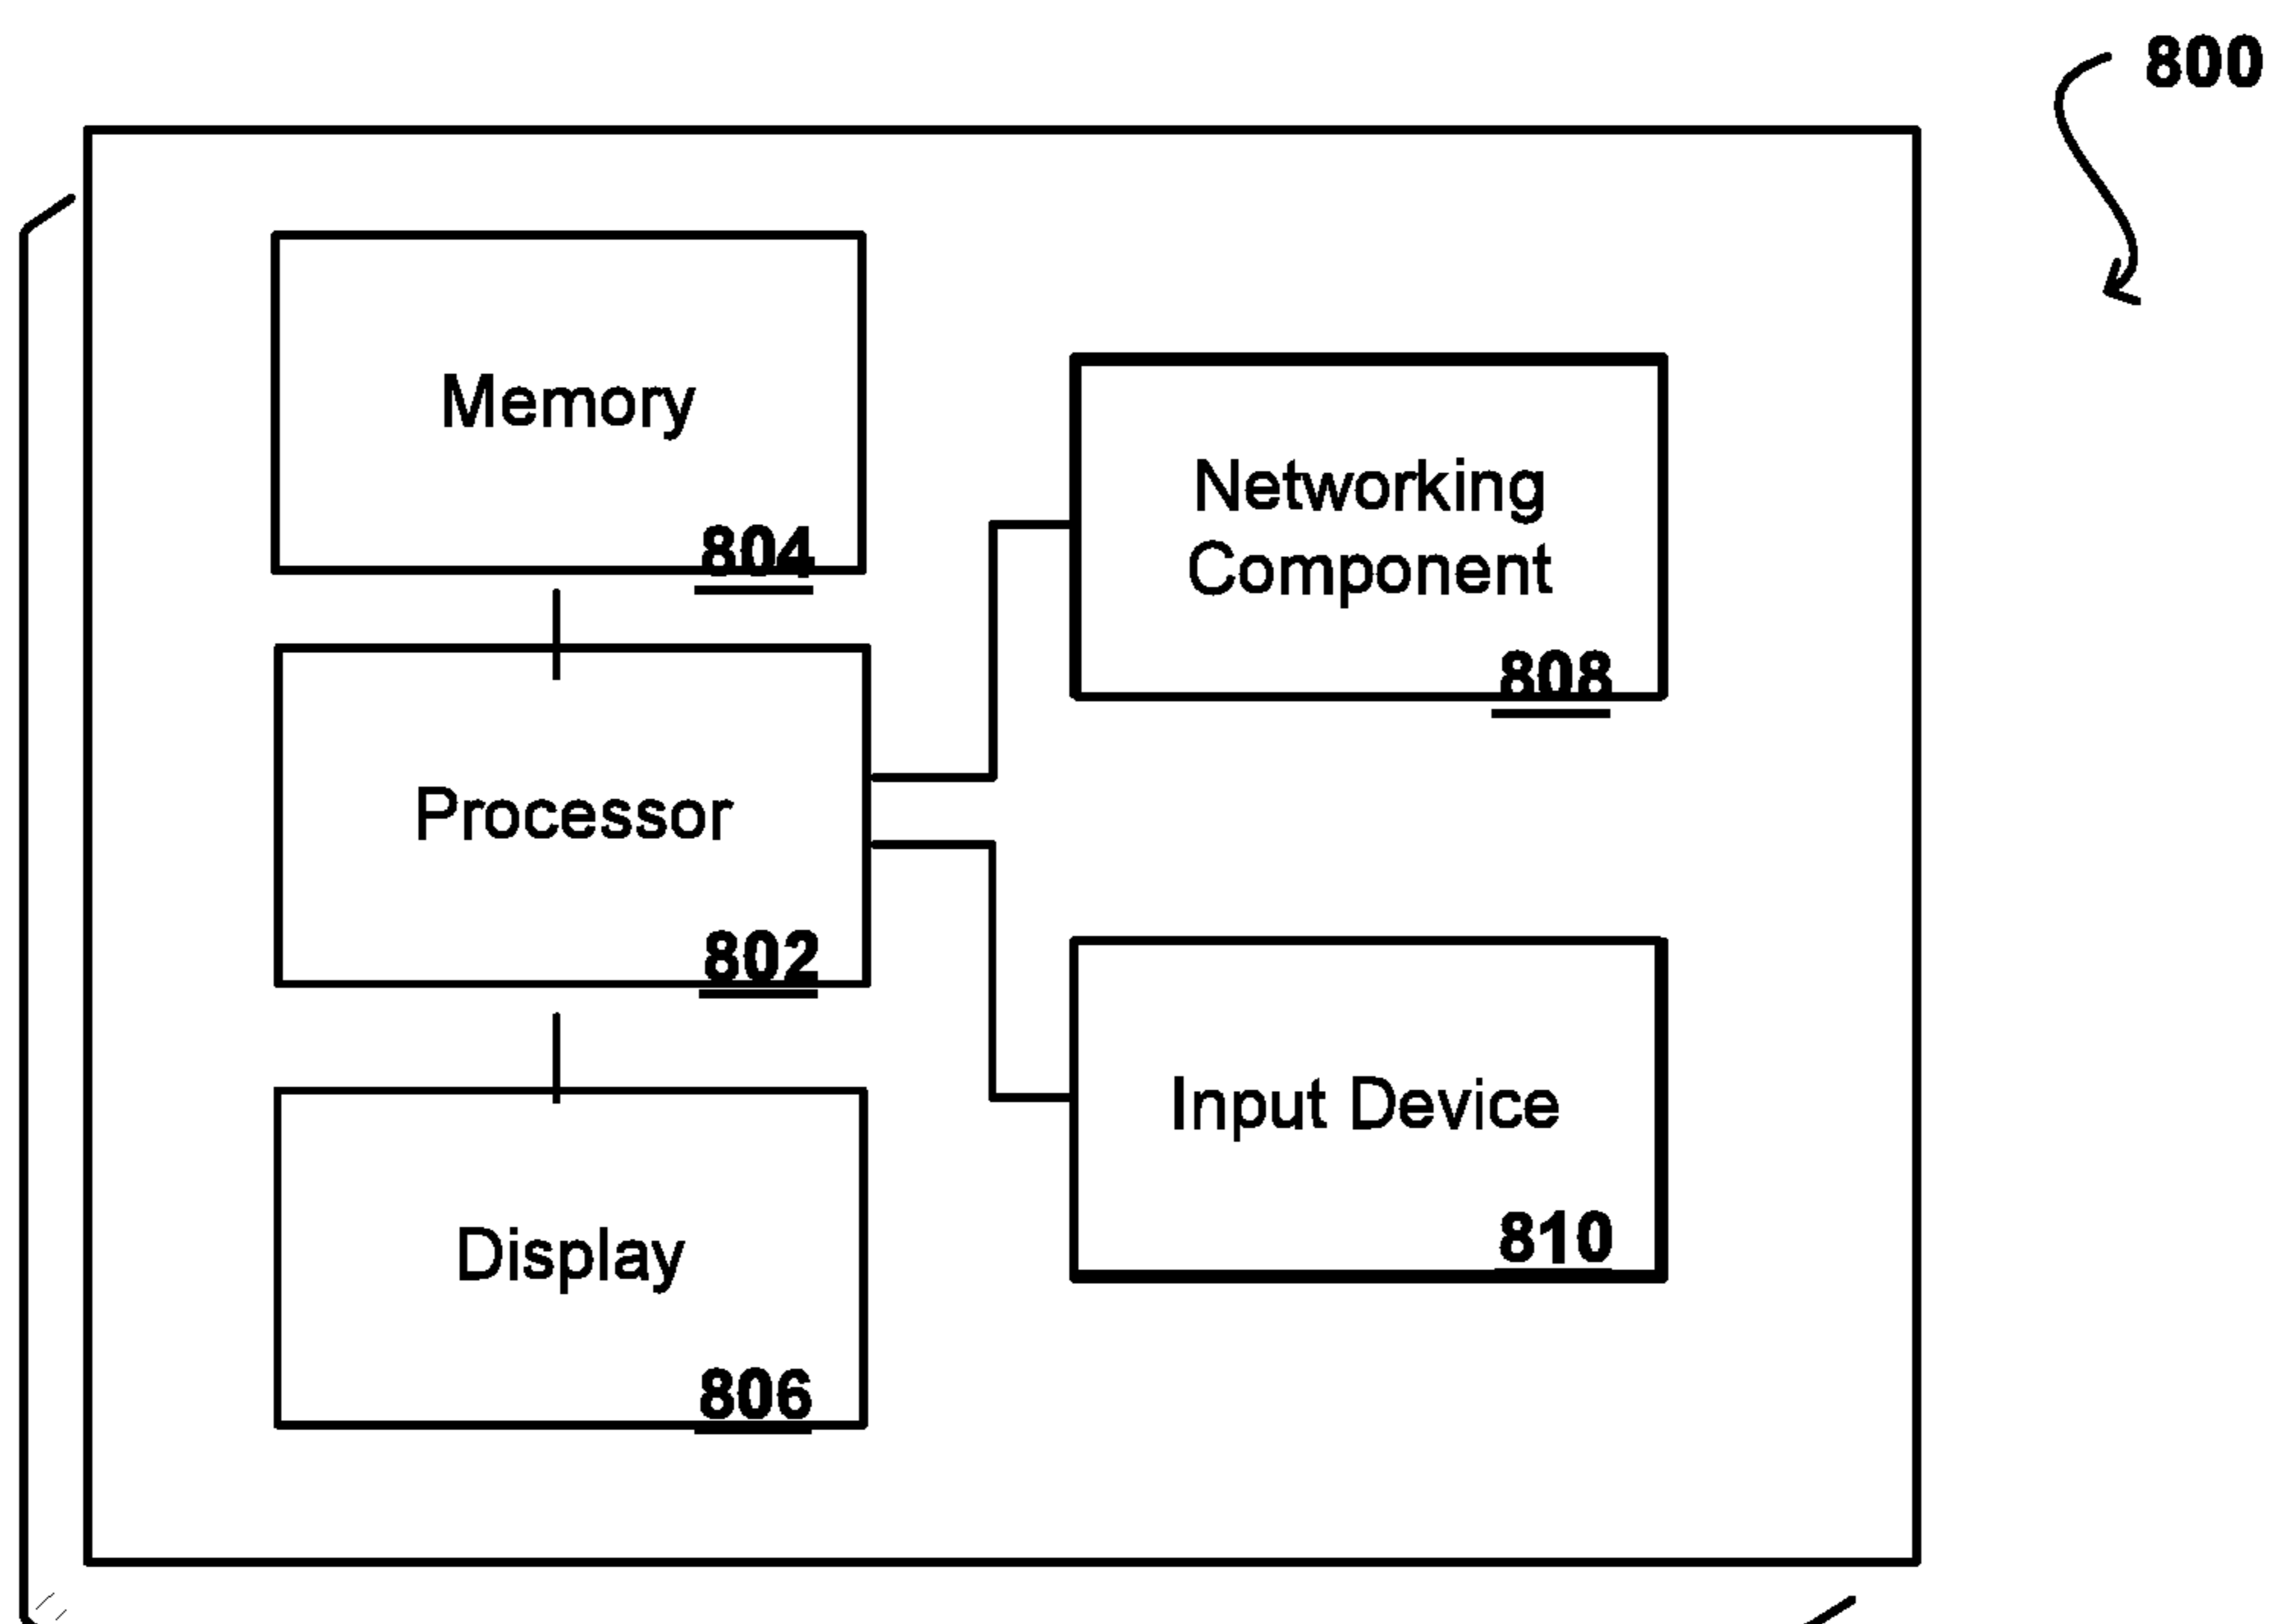 800
Memory
804
Networking
Component
808
Processor
802
Input Device
810
Display
806